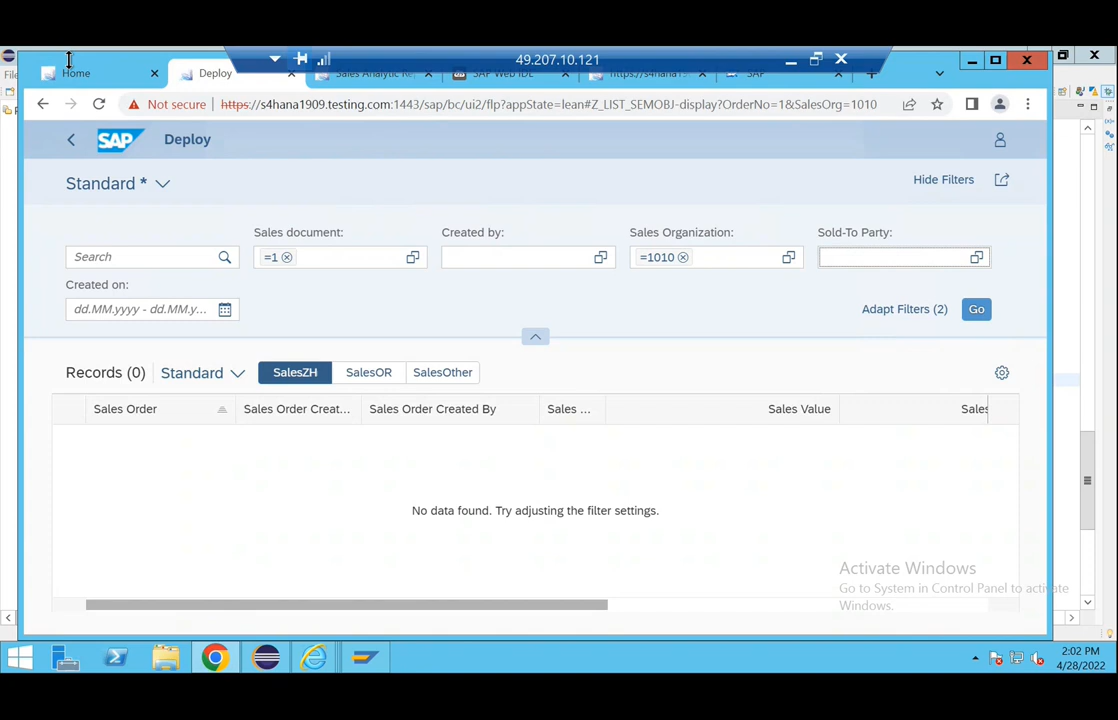 49.207.10.121
Home
Deploy
Sales Analytic Re
SAP Web IDE
https://s4hana19
SAP
File
Not secure
https://s4hana1909.testing.com:1443/sap/bc/ui2/flp?appState=lean#Z_LIST_SEMOBJ-display?OrderNo=1&SalesOrg=1010
SAP
Deploy
Standard *
Hide Filters
Sales document:
Created by:
Sales Organization:
Sold-To Party:
Search
=1
=1010
Created on:
dd.MM.yyyy - dd.MM.y...
Adapt Filters (2)
Go
Records (0)
Standard
SalesZH
SalesOR
SalesOther
Sales Order
Sales Order Creat...
Sales Order Created By
Sales ...
Sales Value
Sales
No data found. Try adjusting the filter settings.
Activate Windows
Go to System in Control Panel to activate
Windows.
2:02 PM
4/28/2022